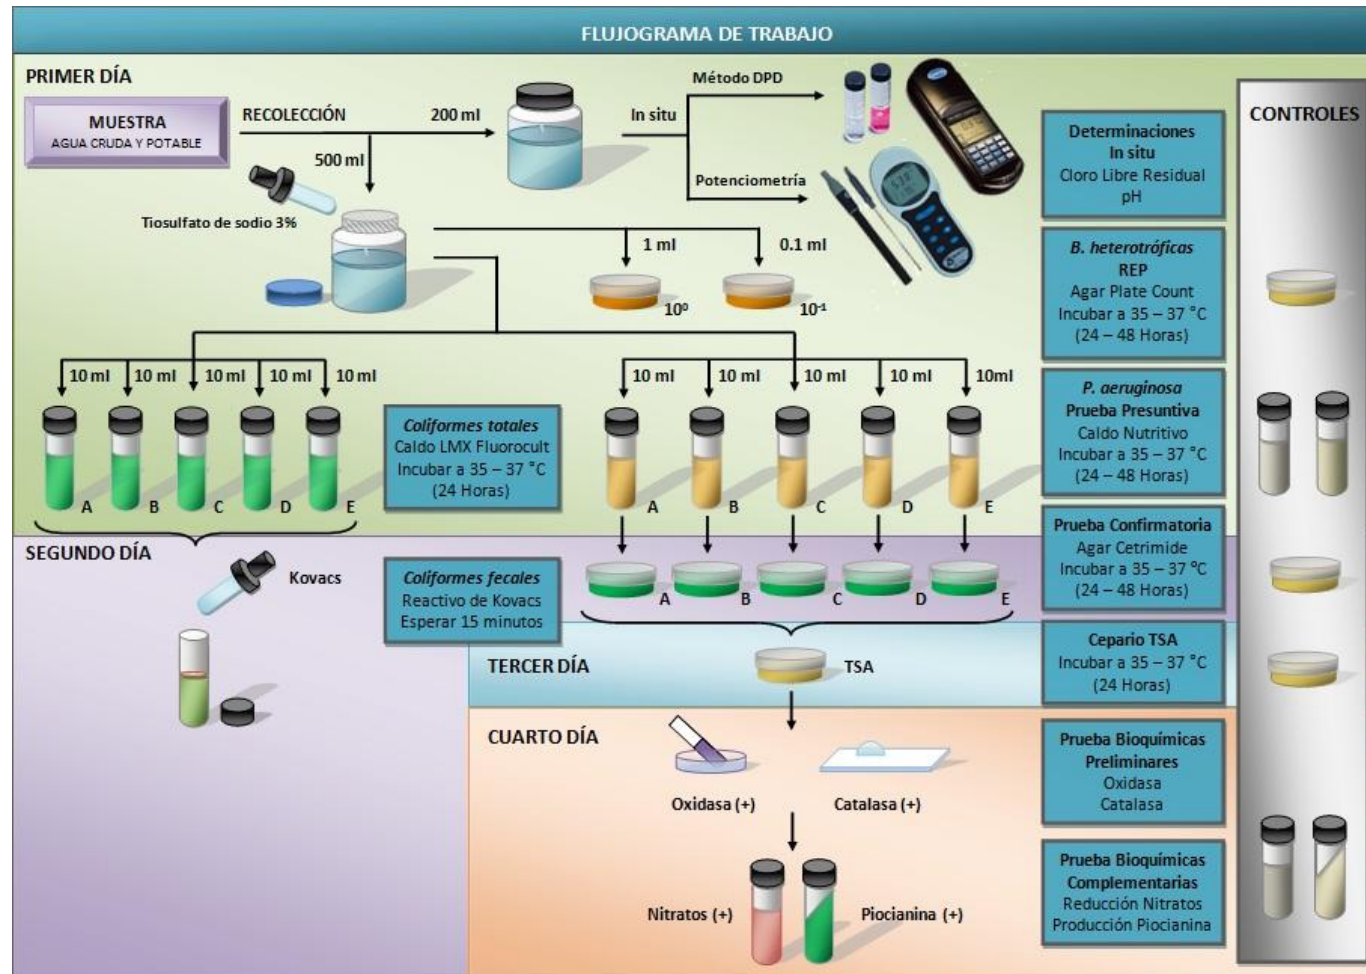 FLUJOGRAMA DE TRABAJO
PRIMER DÍA
MUESTRA
AGUA CRUDA Y POTABLE
RECOLECCIÓN
200 ml
500 ml
In situ
Método DPD
Potenciometría
Tiosulfato de sodio 3%
1 ml
0.1 ml
10⁰
10⁻¹
Determinaciones
In situ
Cloro Libre Residual
pH
CONTROLES
B. heterotróficas
REP
Agar Plate Count
Incubar a 35 – 37 °C
(24 – 48 Horas)
10 ml
10 ml
10 ml
10 ml
10 ml
10 ml
10 ml
10 ml
10 ml
10ml
A
B
C
D
E
Coliformes totales
Caldo LMX Fluorocult
Incubar a 35 – 37 °C
(24 Horas)
A
B
C
D
E
P. aeruginosa
Prueba Presuntiva
Caldo Nutritivo
Incubar a 35 – 37 °C
(24 – 48 Horas)
SEGUNDO DÍA
Kovacs
Coliformes fecales
Reactivo de Kovacs
Esperar 15 minutos
A
B
C
D
E
Prueba Confirmatoria
Agar Cetrimide
Incubar a 35 – 37 ºC
(24 – 48 Horas)
TERCER DÍA
TSA
Cepario TSA
Incubar a 35 – 37 °C
(24 Horas)
CUARTO DÍA
Oxidasa (+)
Catalasa (+)
Prueba Bioquímicas
Preliminares
Oxidasa
Catalasa
Nitratos (+)
Piocianina (+)
Prueba Bioquímicas
Complementarias
Reducción Nitratos
Producción Piocianina